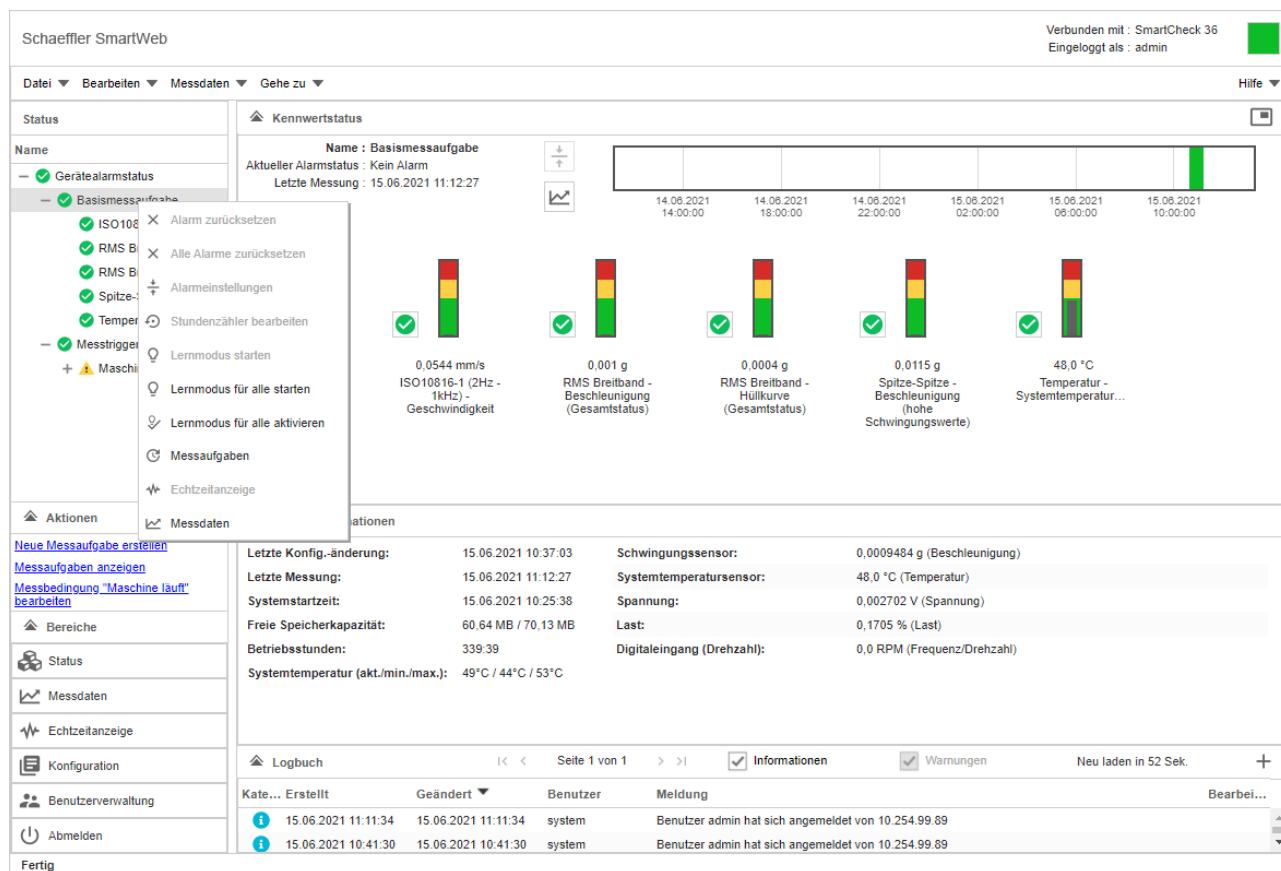 Schaeffler SmartWeb
Verbunden mit : SmartCheck 36
Eingeloggt als : admin
Datei Bearbeiten Messdaten Gehe zu Hilfe
Status
Name
Gerätealarmstatus
Basismessaufgabe
ISO108
RMS B
RMS B
Spitze-
Temper
Messtrigger
Maschi
Alarm zurücksetzen
Alle Alarme zurücksetzen
Alarmeinstellungen
Stundenzähler bearbeiten
Lernmodus starten
Lernmodus für alle starten
Lernmodus für alle aktivieren
Messaufgaben
Echtzeitanzeige
Messdaten
Aktionen
Neue Messaufgabe erstellen
Messaufgaben anzeigen
Messbedingung "Maschine läuft"
bearbeiten
Bereiche
Status
Messdaten
Echtzeitanzeige
Konfiguration
Benutzerverwaltung
Abmelden
Kennwertstatus
Name : Basismessaufgabe
Aktueller Alarmstatus : Kein Alarm
Letzte Messung : 15.06.2021 11:12:27
14.06.2021 14.06.2021 14.06.2021 15.06.2021 15.06.2021 15.06.2021
14:00:00 18:00:00 22:00:00 02:00:00 06:00:00 10:00:00
0,0544 mm/s
ISO10816-1 (2Hz -
1kHz) -
Geschwindigkeit
0,001 g
RMS Breitband -
Beschleunigung
(Gesamtstatus)
0,0004 g
RMS Breitband -
Hüllkurve
(Gesamtstatus)
0,0115 g
Spitze-Spitze -
Beschleunigung
(hohe
Schwingungswerte)
48,0 °C
Temperatur -
Systemtemperatur…
ationen
Letzte Konfig.-änderung: 15.06.2021 10:37:03 Schwingungssensor: 0,0009484 g (Beschleunigung)
Letzte Messung: 15.06.2021 11:12:27 Systemtemperatursensor: 48,0 °C (Temperatur)
Systemstartzeit: 15.06.2021 10:25:38 Spannung: 0,002702 V (Spannung)
Freie Speicherkapazität: 60,64 MB / 70,13 MB Last: 0,1705 % (Last)
Betriebsstunden: 339:39 Digitaleingang (Drehzahl): 0,0 RPM (Frequenz/Drehzahl)
Systemtemperatur (akt./min./max.): 49°C / 44°C / 53°C
Logbuch Seite 1 von 1 Informationen Warnungen Neu laden in 52 Sek.
Kate... Erstellt Geändert Benutzer Meldung Bearbei...
15.06.2021 11:11:34 15.06.2021 11:11:34 system Benutzer admin hat sich angemeldet von 10.254.99.89
15.06.2021 10:41:30 15.06.2021 10:41:30 system Benutzer admin hat sich angemeldet von 10.254.99.89
Fertig